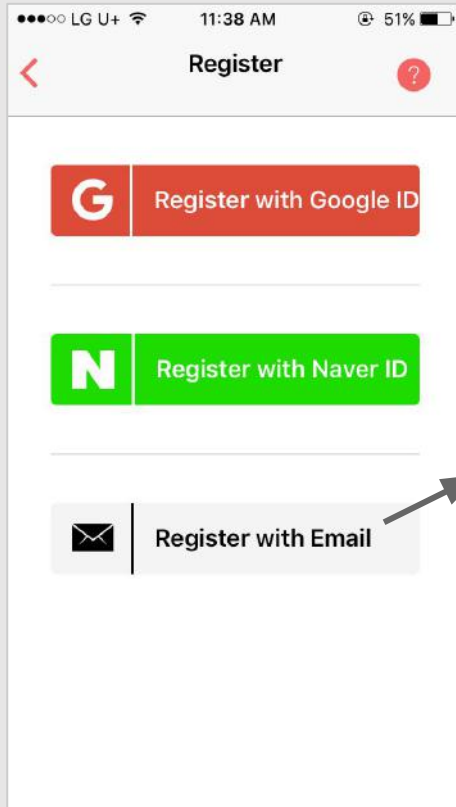 LG U+ 11:38 AM 51%
Register
?
G Register with Google ID
N Register with Naver ID
Register with Email